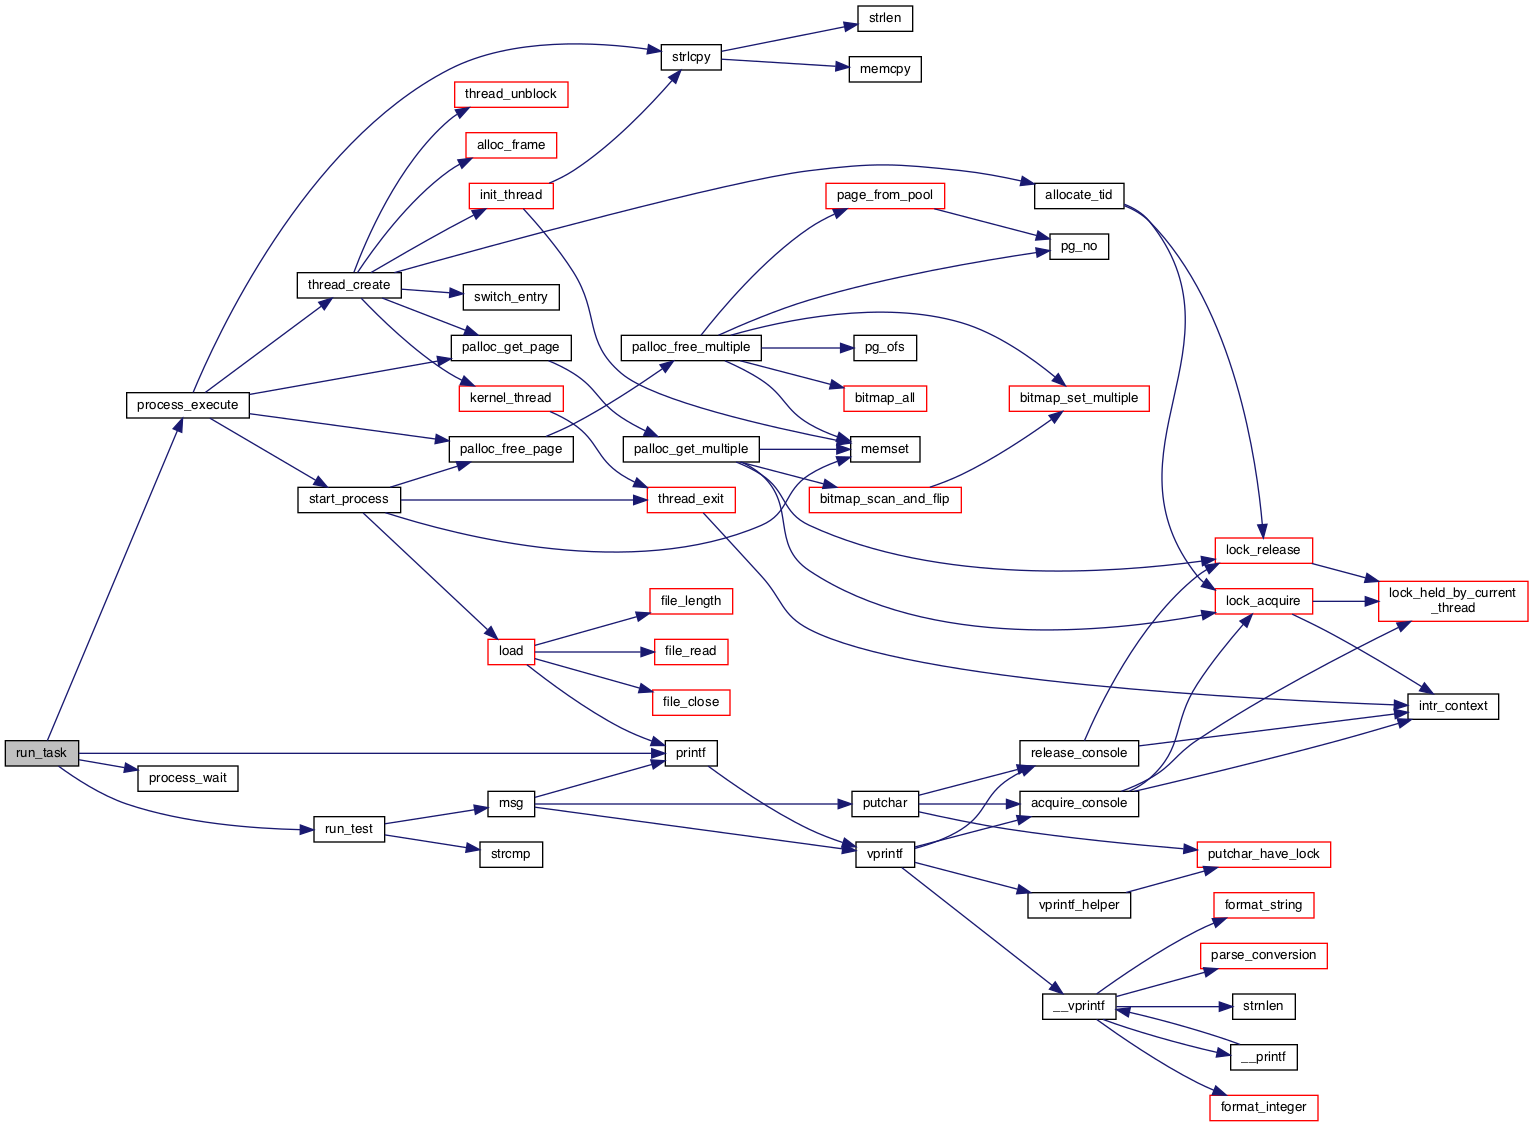 strlen
strlcpy
memcpy
thread_unblock
alloc_frame
init_thread
page_from_pool
allocate_tid
pg_no
thread_create
switch_entry
palloc_get_page
palloc_free_multiple
pg_ofs
process_execute
kernel_thread
bitmap_all
bitmap_set_multiple
palloc_free_page
palloc_get_multiple
memset
start_process
thread_exit
bitmap_scan_and_flip
lock_release
file_length
lock_acquire
lock_held_by_current
_thread
load
file_read
file_close
intr_context
run_task
printf
release_console
process_wait
msg
putchar
acquire_console
run_test
strcmp
vprintf
putchar_have_lock
vprintf_helper
format_string
parse_conversion
__vprintf
strnlen
__printf
format_integer